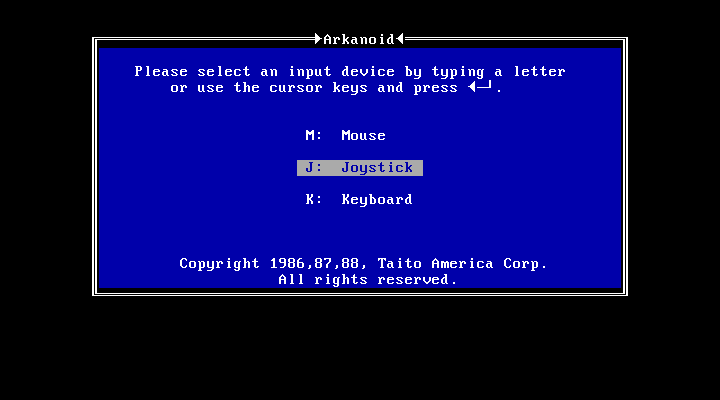 Arkanoid
Please select an input device by typing a letter
or use the cursor keys and press ◄─┘.
M: Mouse
J: Joystick
K: Keyboard
Copyright 1986,87,88, Taito America Corp.
All rights reserved.